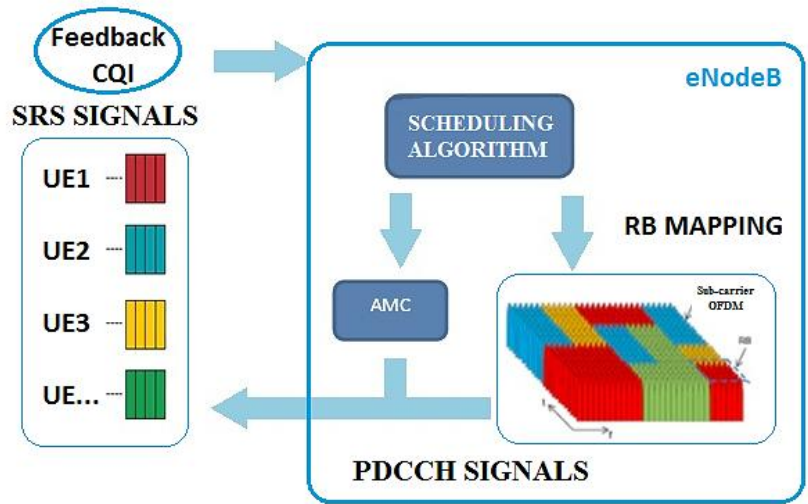 Feedback
CQI
SRS SIGNALS
UE1
UE2
UE3
UE...
eNodeB
SCHEDULING
ALGORITHM
RB MAPPING
AMC
Sub-carrier
OFDM
RB
t
f
PDCCH SIGNALS